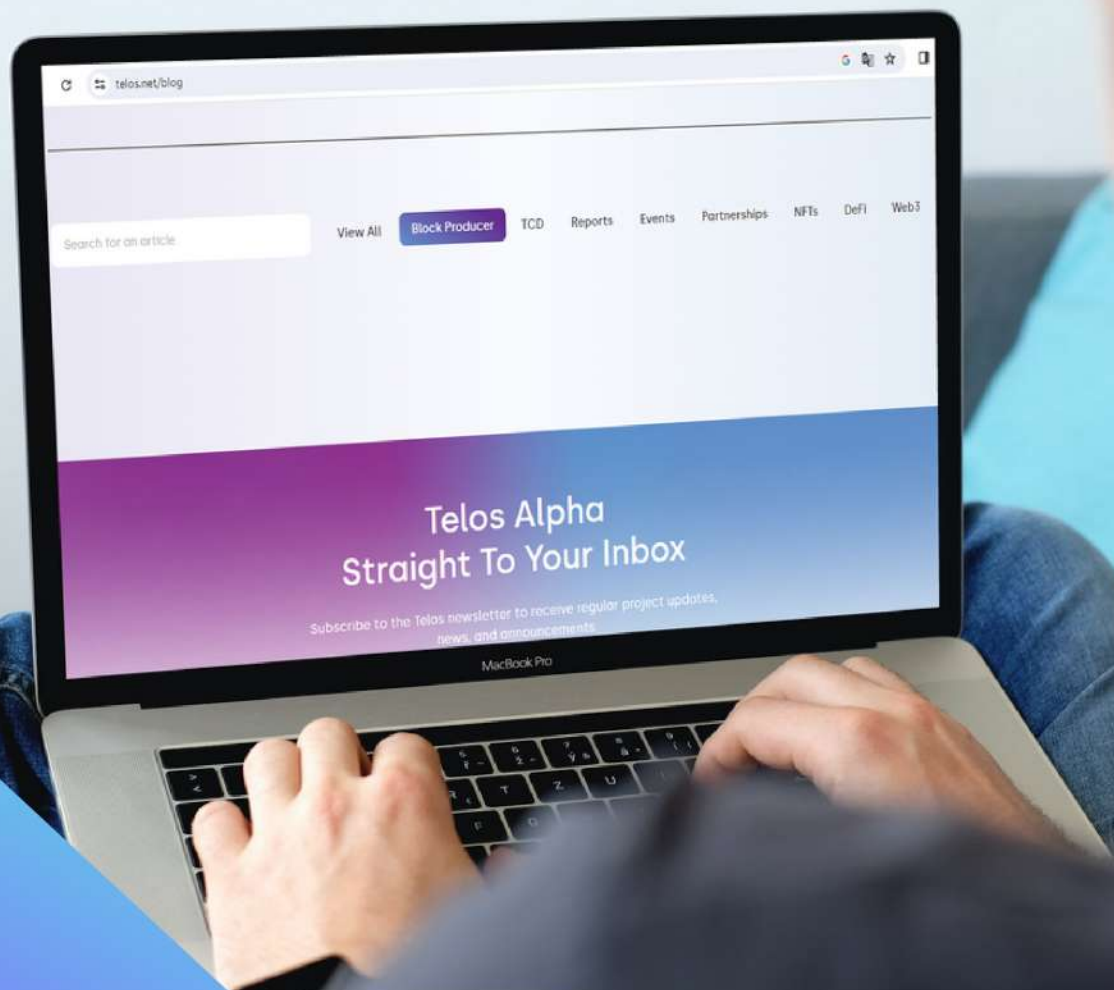 telos.net/blog
Search for an article
View All Block Producer TCD Reports Events Partnerships NFTs DeFi Web3
Telos Alpha
Straight To Your Inbox
Subscribe to the Telos newsletter to receive regular project updates,
news, and announcements
MacBook Pro
T Z U
F